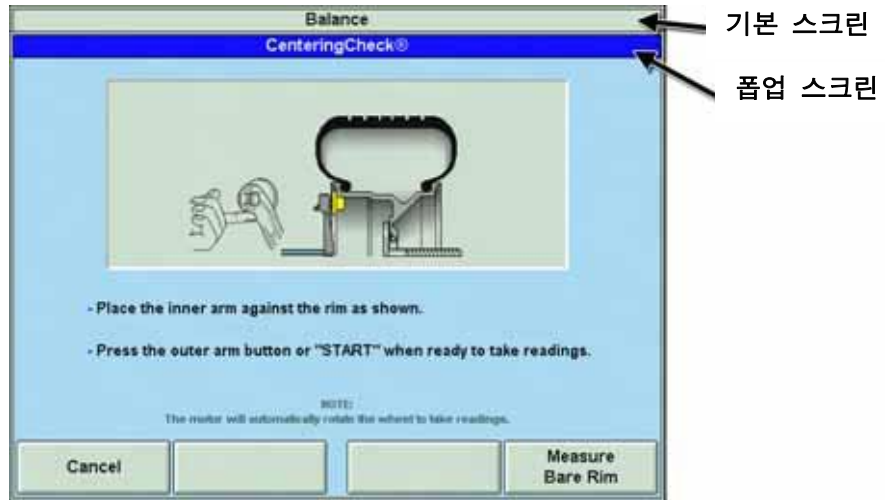 Balance
기본 스크린
CenteringCheck®
폽업 스크린
- Place the inner arm against the rim as shown.
- Press the outer arm button or "START" when ready to take readings.
NOTE:
The motor will automatically rotate the wheel to take readings.
Cancel
Measure
Bare Rim